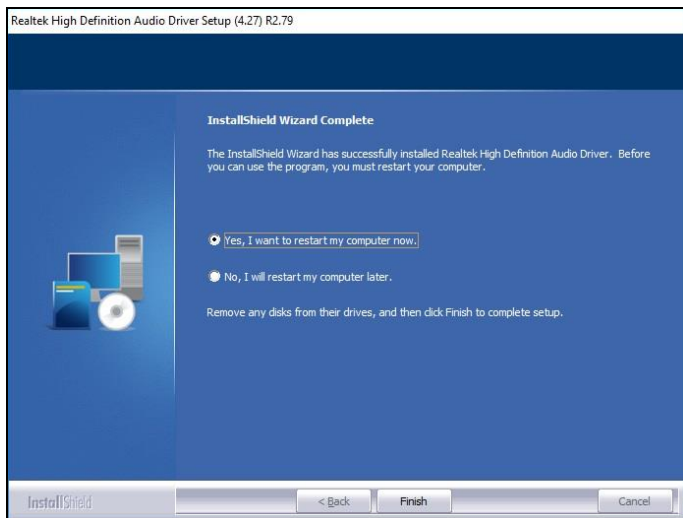 Realtek High Definition Audio Driver Setup (4.27) R2.79
InstallShield Wizard Complete
The InstallShield Wizard has successfully installed Realtek High Definition Audio Driver. Before
you can use the program, you must restart your computer.
Yes, I want to restart my computer now.
No, I will restart my computer later.
Remove any disks from their drives, and then click Finish to complete setup.
InstallShield
< Back
Finish
Cancel